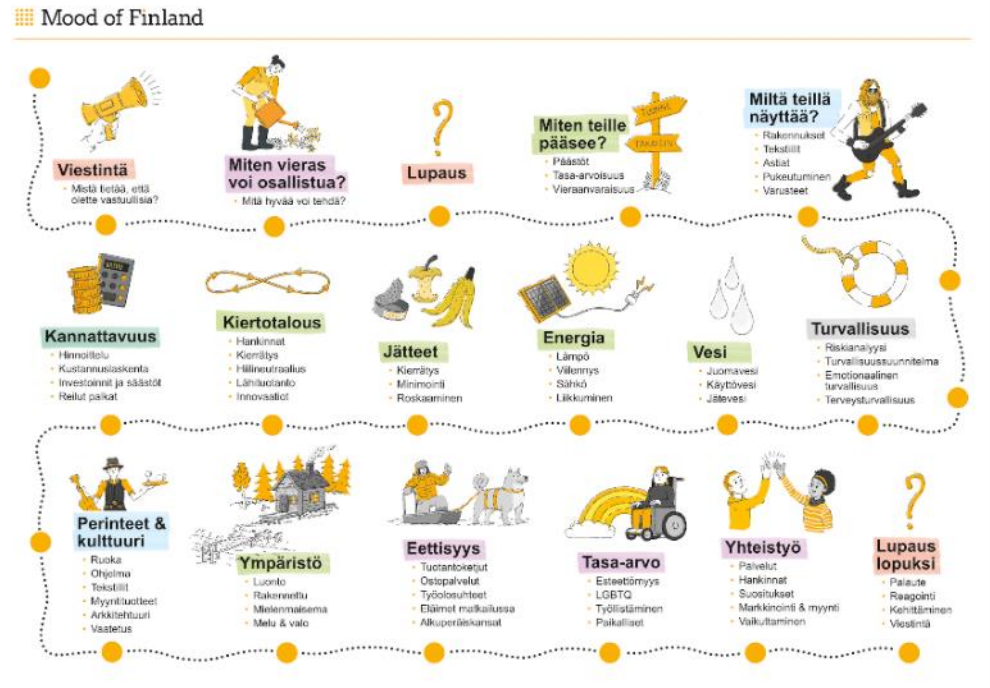 Mood of Finland
Viestintä
Mistä tietää, että
olette vastuullisia?
Miten vieras
voi osallistua?
Mitä hyvää voi tehdä?
Lupaus
Miten teille
pääsee?
Päästöt
Tasa-arvoisuus
Vieraanvaraisuus
Miltä teillä
näyttää?
Rakennukset
Tekstiilit
Astiat
Pukeutuminen
Varusteet
Kannattavuus
Hinnoittelu
Kustannuslaskenta
Investoinnit ja säästöt
Reilut palkat
Kiertotalous
Hankinnat
Kierrätys
Hiilineutraalius
Lähituotanto
Innovaatiot
Jätteet
Kierrätys
Minimointi
Roskaaminen
Energia
Lämpö
Viilennys
Sähkö
Liikkuminen
Vesi
Juomavesi
Käyttövesi
Jätevesi
Turvallisuus
Riskianalyysi
Turvallisuussuunnitelma
Emotionaalinen
turvallisuus
Terveysturvallisuus
Perinteet &
kulttuuri
Ruoka
Ohjelma
Tekstiilit
Myyntituotteet
Arkkitehtuuri
Vaatetus
Ympäristö
Luonto
Rakennettu
Mielenmaisema
Melu & valo
Eettisyys
Tuotantoketjut
Ostopalvelut
Työolosuhteet
Eläimet matkailussa
Alkuperäiskansat
Tasa-arvo
Esteettömyys
LGBTQ
Työllistäminen
Paikalliset
Yhteistyö
Palvelut
Hankinnat
Suositukset
Markkinointi & myynti
Vaikuttaminen
Lupaus
lopuksi
Palaute
Reagointi
Kehittäminen
Viestintä